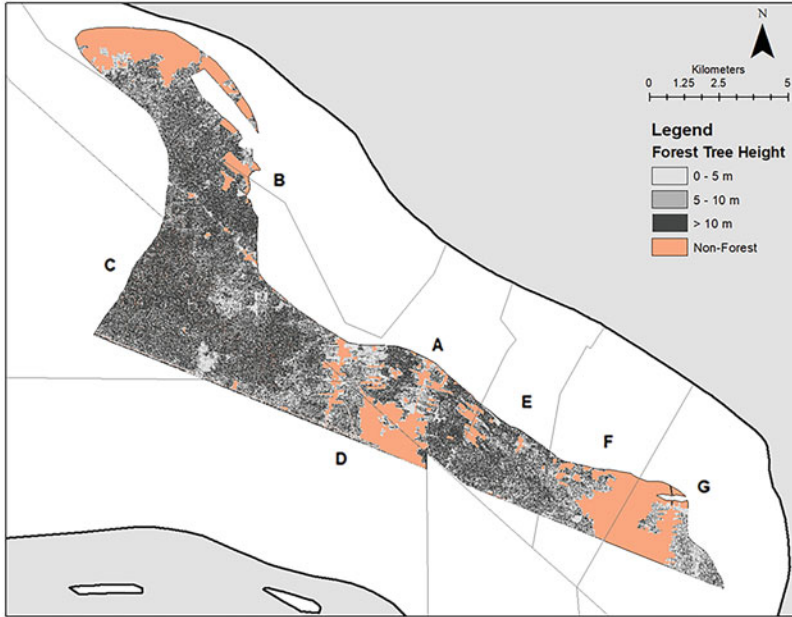 N
Kilometers
0 1.25 2.5 5
Legend
Forest Tree Height
0 - 5 m
5 - 10 m
> 10 m
Non-Forest
B
C
A
E
F
D
G